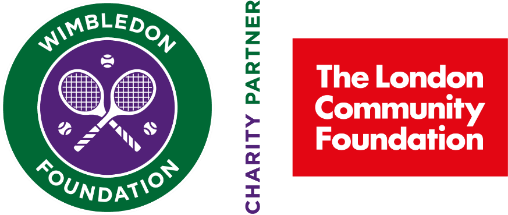 WIMBLEDON
FOUNDATION
CHARITY PARTNER
The London
Community
Foundation